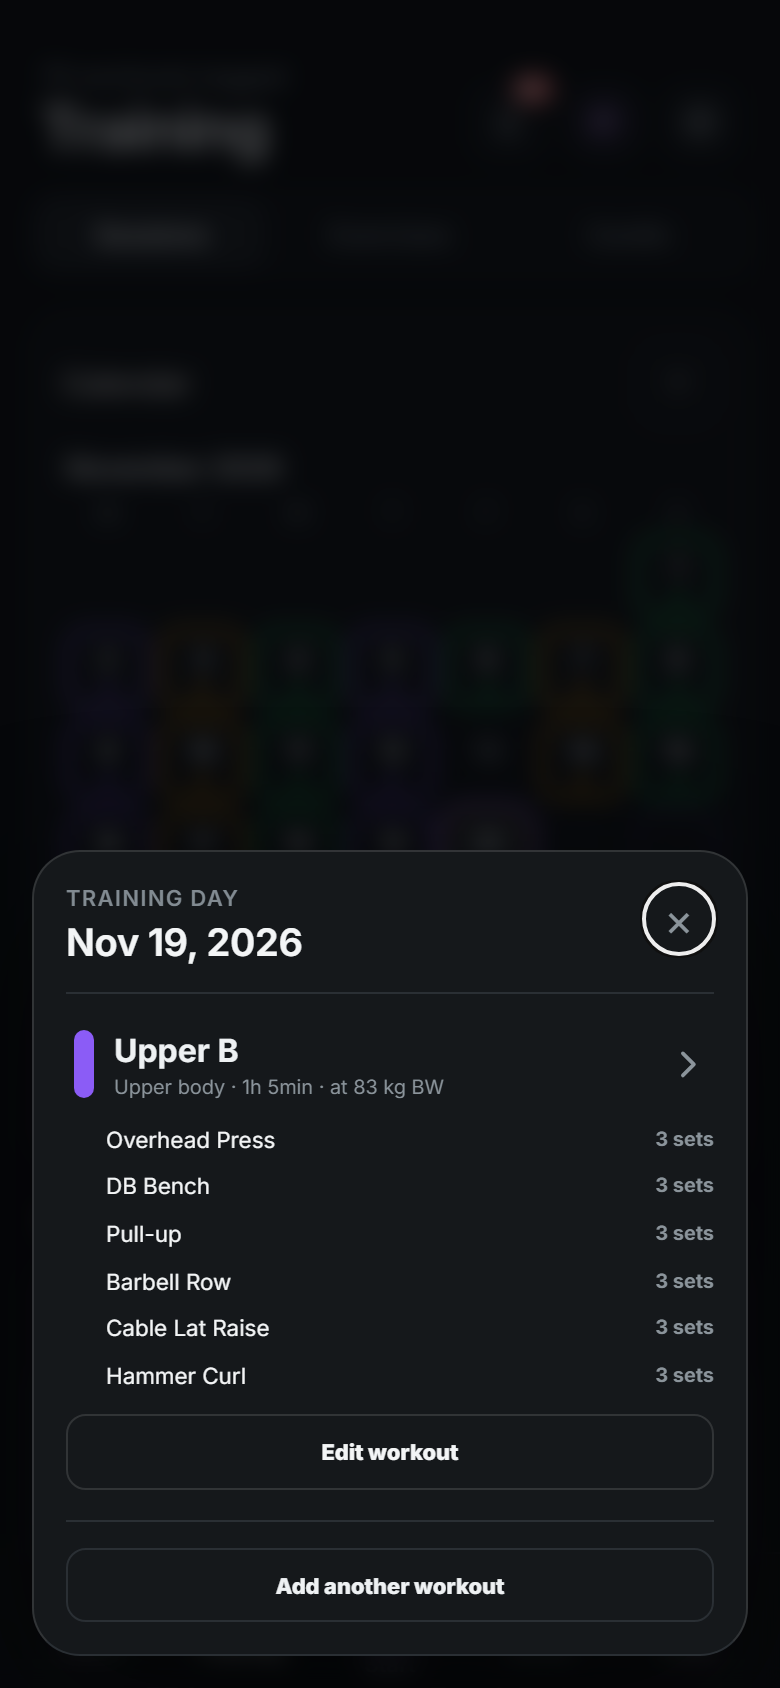 Training
TRAINING DAY
Nov 19, 2026
Upper B
Upper body · 1h 5min · at 83 kg BW
Overhead Press 3 sets
DB Bench 3 sets
Pull-up 3 sets
Barbell Row 3 sets
Cable Lat Raise 3 sets
Hammer Curl 3 sets
Edit workout
Add another workout